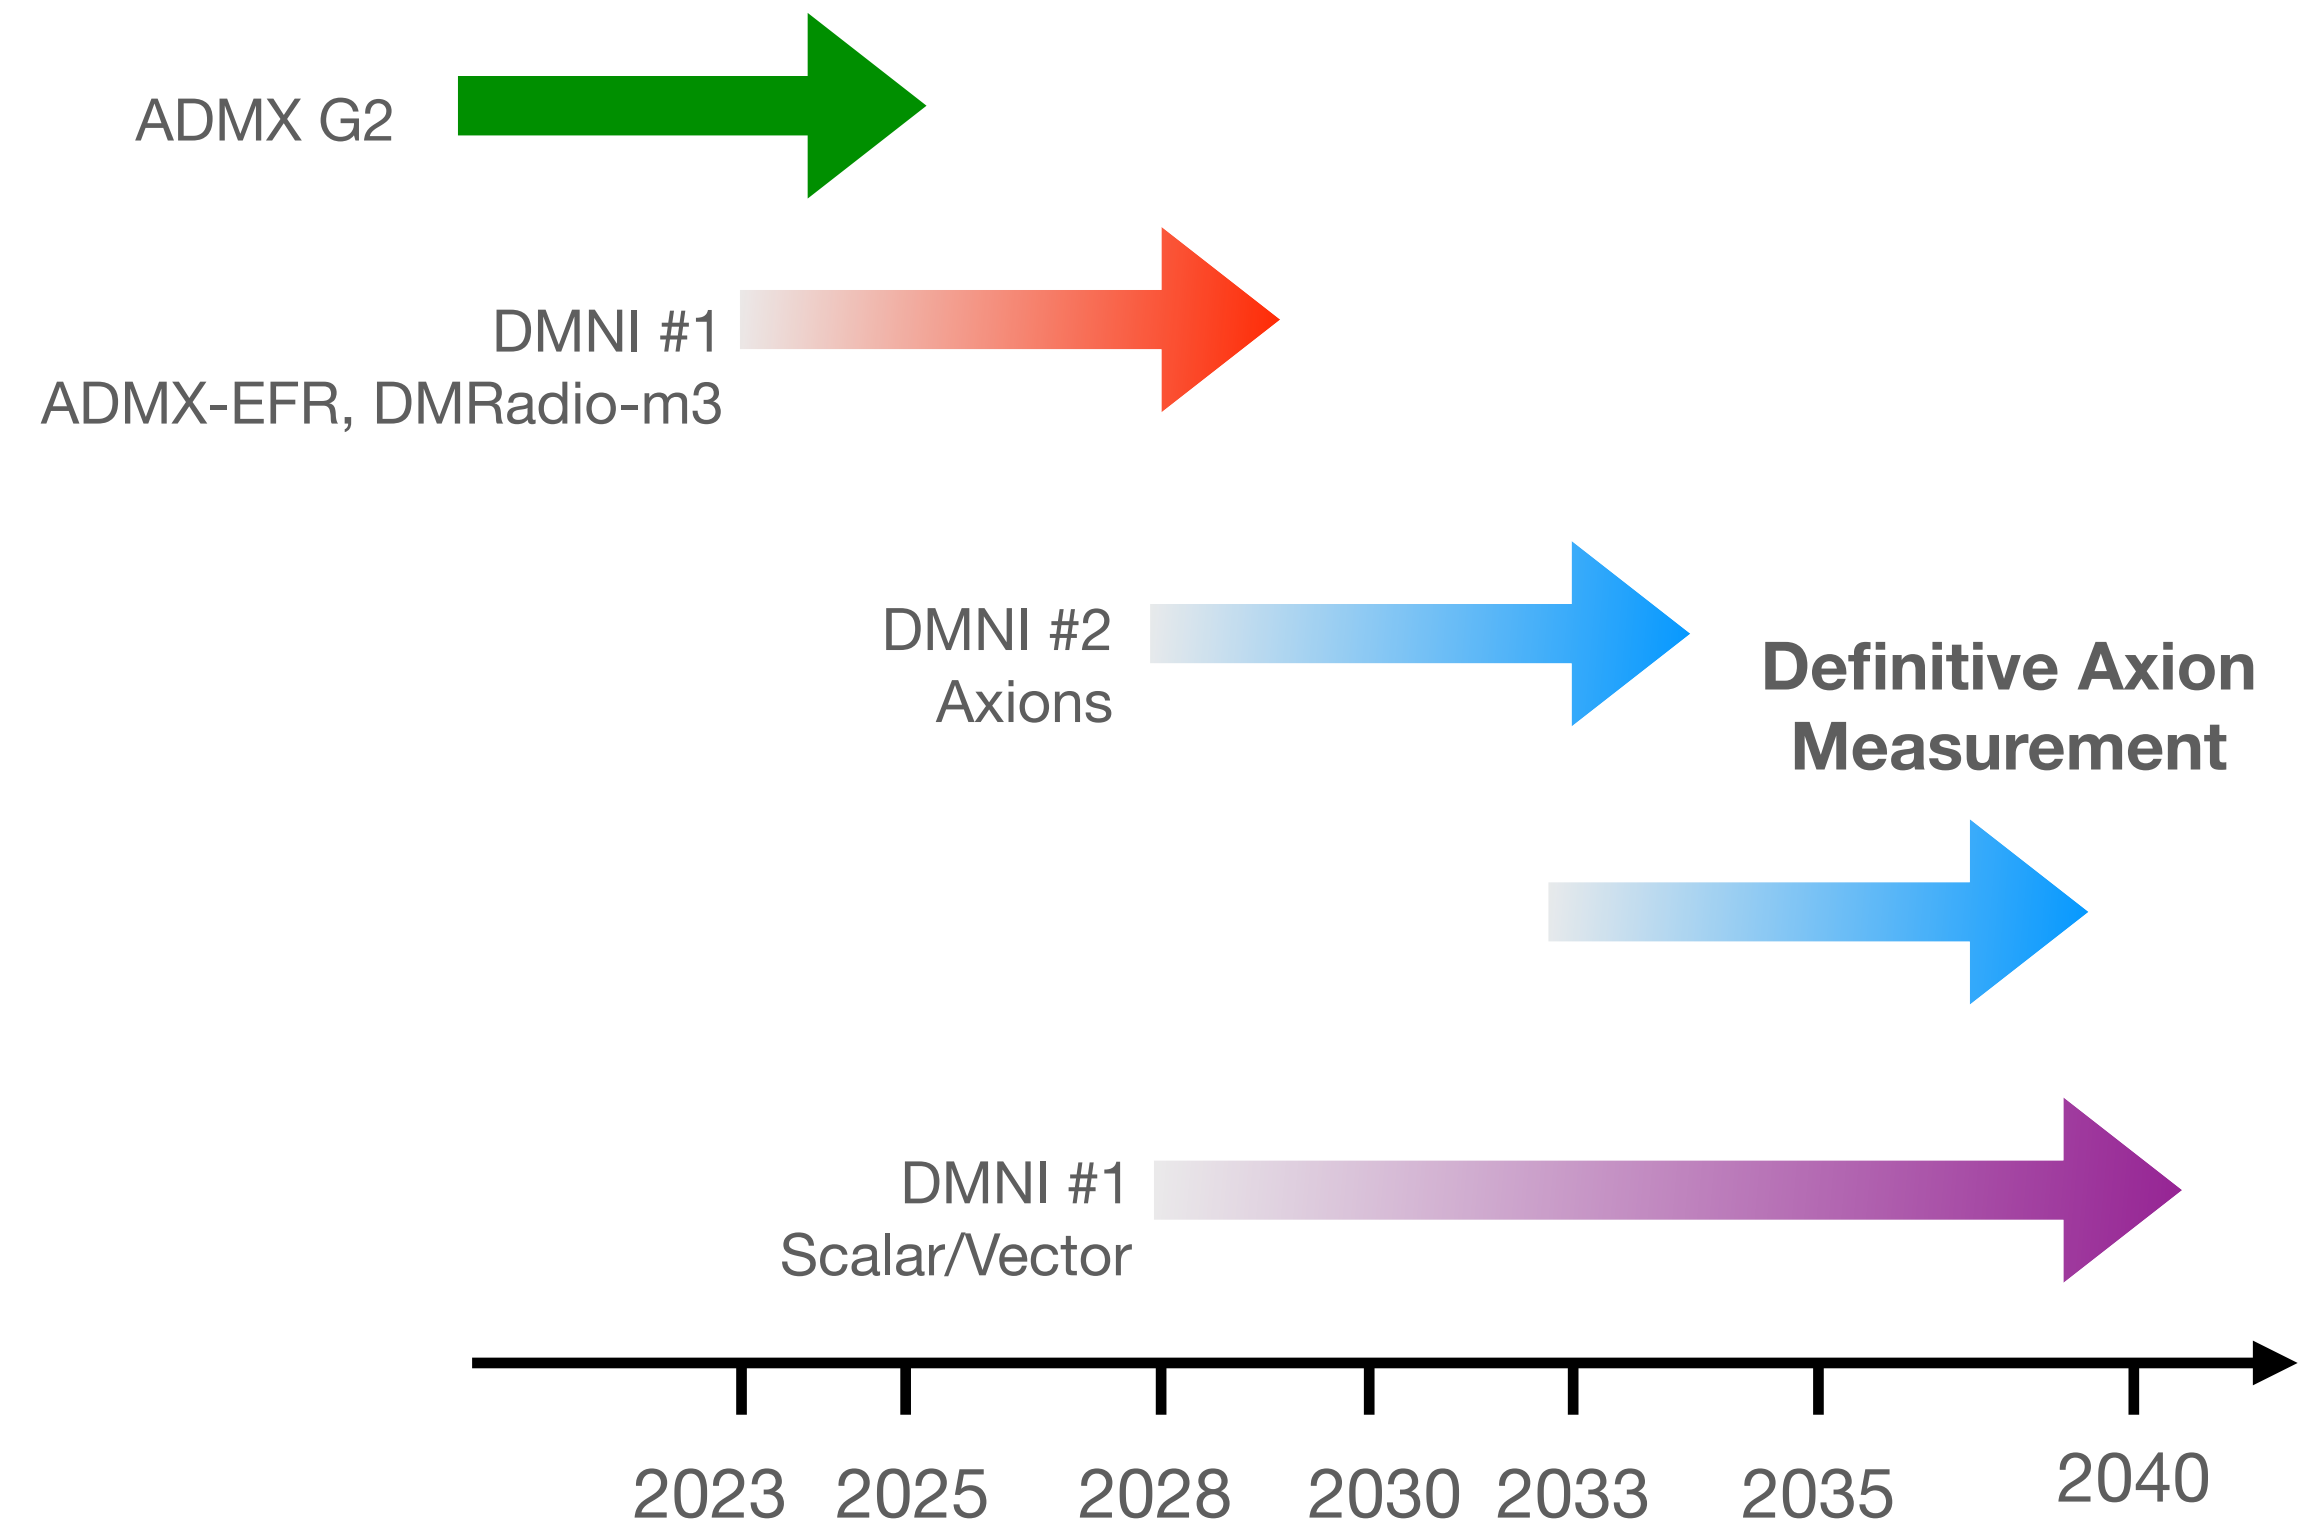 ADMX G2
DMNI #1
ADMX-EFR, DMRadio-m3
DMNI #2
Axions
Definitive Axion
Measurement
DMNI #1
Scalar/Vector
2023 2025 2028 2030 2033 2035 2040